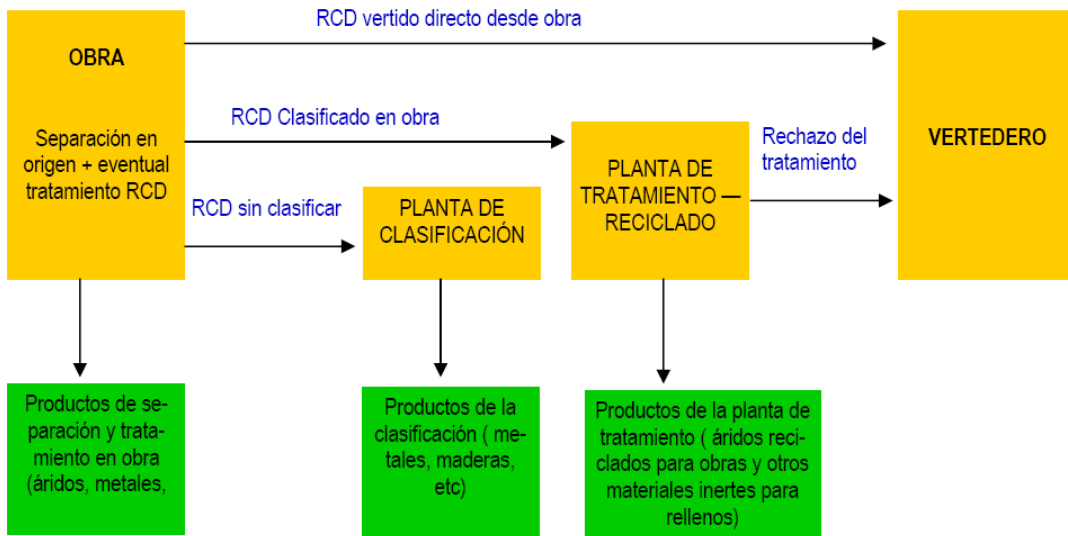 RCD vertido directo desde obra
OBRA
Separación en
origen + eventual
tratamiento RCD
RCD Clasificado en obra
RCD sin clasificar
PLANTA DE
CLASIFICACIÓN
PLANTA DE
TRATAMIENTO —
RECICLADO
Rechazo del
tratamiento
VERTEDERO
Productos de se-
paración y trata-
miento en obra
(áridos, metales,
Productos de la
clasificación ( me-
tales, maderas,
etc)
Productos de la planta de
tratamiento ( áridos reci-
clados para obras y otros
materiales inertes para
rellenos)